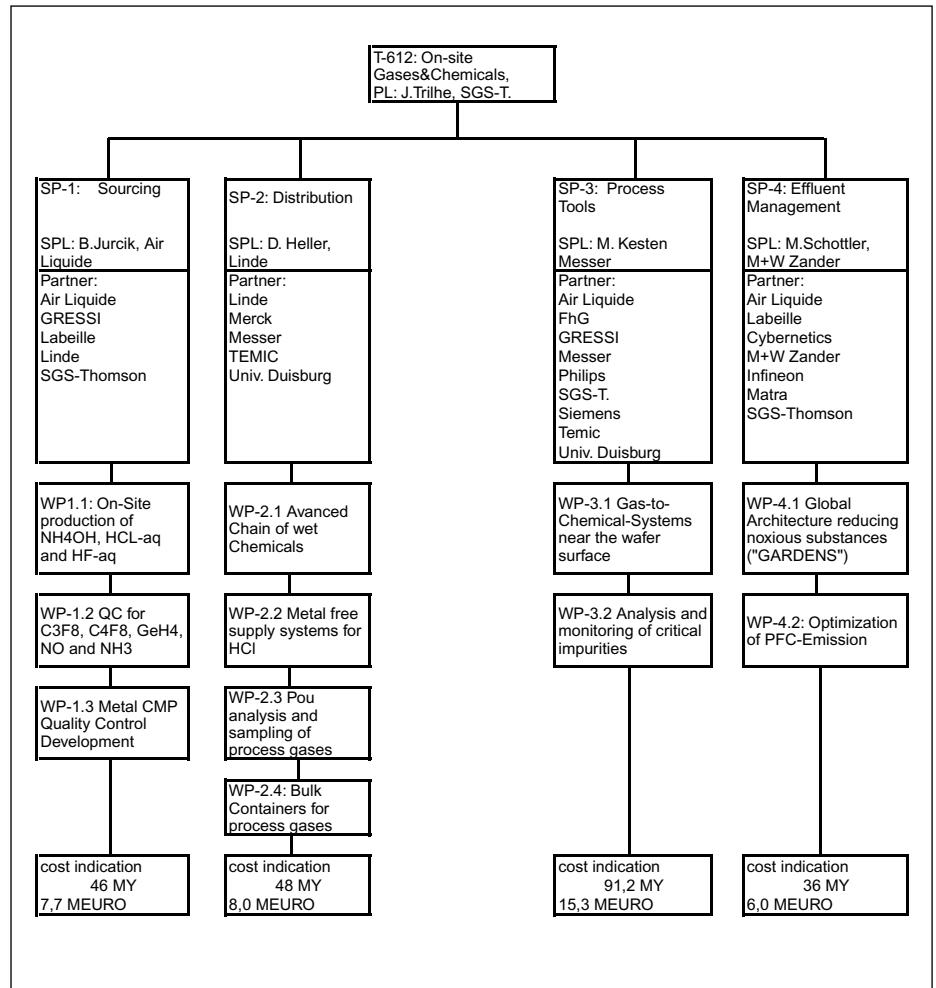 T-612: On-site
Gases&Chemicals,
PL: J.Trilhe, SGS-T.
SP-1: Sourcing
SPL: B.Jurcik, Air
Liquide
Partner:
Air Liquide
GRESSI
Labeille
Linde
SGS-Thomson
WP1.1: On-Site
production of
NH4OH, HCL-aq
and HF-aq
WP-1.2 QC for
C3F8, C4F8, GeH4,
NO and NH3
WP-1.3 Metal CMP
Quality Control
Development
cost indication
46 MY
7,7 MEURO
SP-2: Distribution
SPL: D. Heller,
Linde
Partner:
Linde
Merck
Messer
TEMIC
Univ. Duisburg
WP-2.1 Avanced
Chain of wet
Chemicals
WP-2.2 Metal free
supply systems for
HCl
WP-2.3 Pou
analysis and
sampling of
process gases
WP-2.4: Bulk
Containers for
process gases
cost indication
48 MY
8,0 MEURO
SP-3: Process
Tools
SPL: M. Kesten
Messer
Partner:
Air Liquide
FhG
GRESSI
Messer
Philips
SGS-T.
Siemens
Temic
Univ. Duisburg
WP-3.1 Gas-to-
Chemical-Systems
near the wafer
surface
WP-3.2 Analysis and
monitoring of critical
impurities
cost indication
91,2 MY
15,3 MEURO
SP-4: Effluent
Management
SPL: M.Schottler,
M+W Zander
Partner:
Air Liquide
Labeille
Cybernetics
M+W Zander
Infineon
Matra
SGS-Thomson
WP-4.1 Global
Architecture reducing
noxious substances
("GARDENS")
WP-4.2: Optimization
of PFC-Emission
cost indication
36 MY
6,0 MEURO